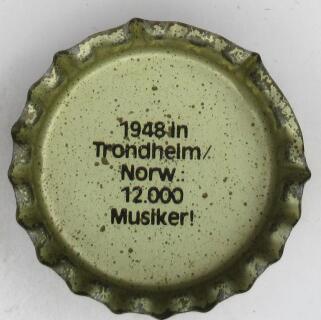 1948 in
Trondheim/
Norw.:
12.000
Musiker!